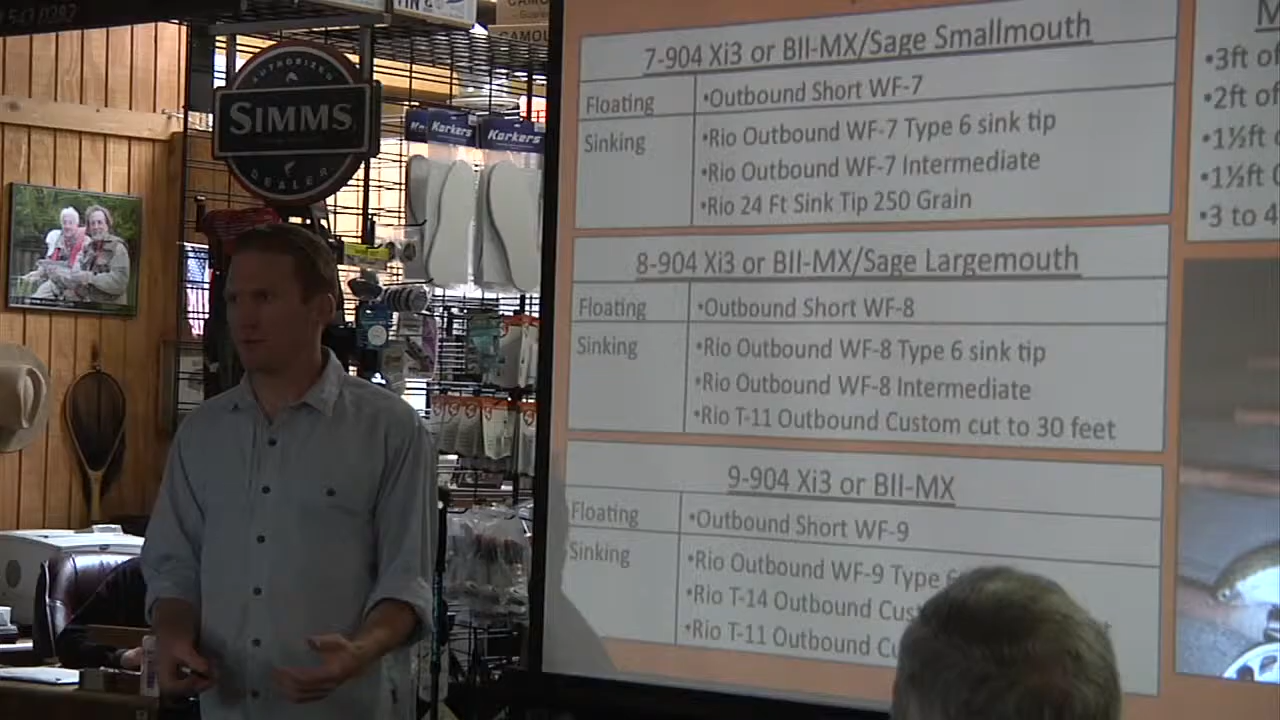 AUTHORIZED
SIMMS
DEALER
Korkers
Korkers
7-904 Xi3 or BII-MX/Sage Smallmouth
Floating
•Outbound Short WF-7
Sinking
•Rio Outbound WF-7 Type 6 sink tip
•Rio Outbound WF-7 Intermediate
•Rio 24 Ft Sink Tip 250 Grain
8-904 Xi3 or BII-MX/Sage Largemouth
Floating
•Outbound Short WF-8
Sinking
•Rio Outbound WF-8 Type 6 sink tip
•Rio Outbound WF-8 Intermediate
•Rio T-11 Outbound Custom cut to 30 feet
9-904 Xi3 or BII-MX
Floating
•Outbound Short WF-9
Sinking
•Rio Outbound WF-9 Type
•Rio T-14 Outbound
•Rio T-11 Outbound
•3ft
•2ft of
•1½ft
•1½ft
•3 to 4